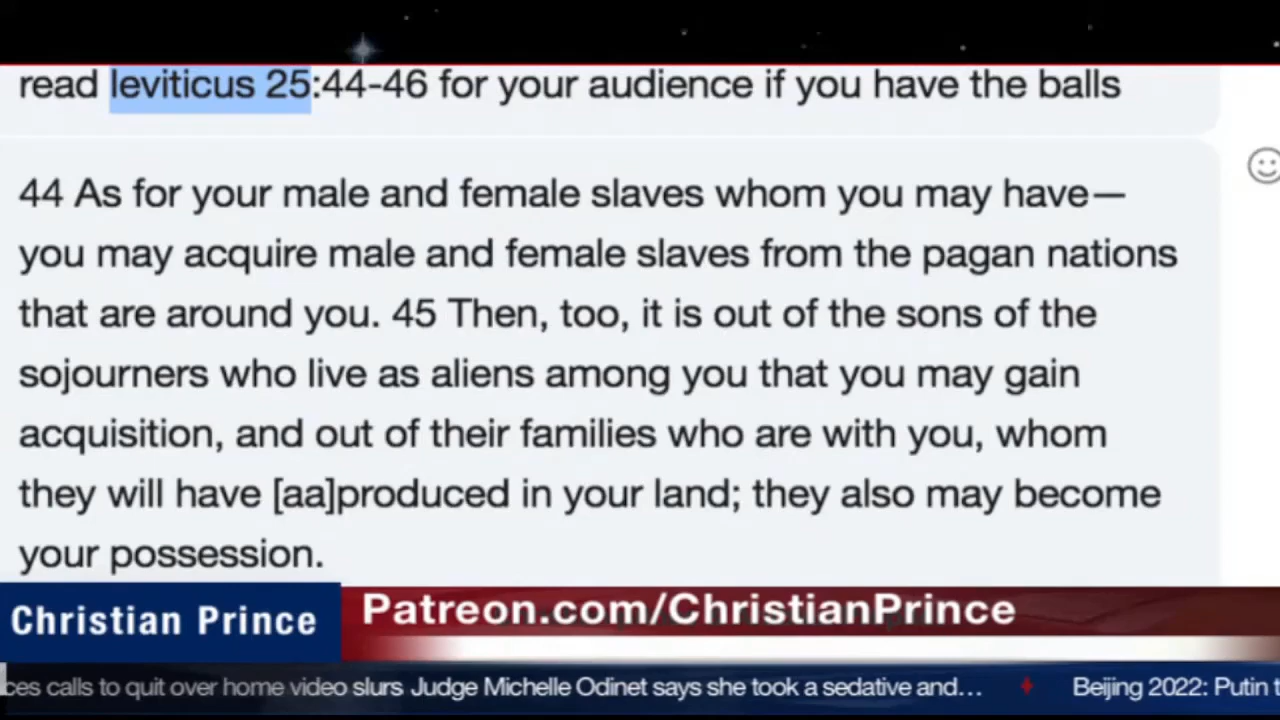 read leviticus 25:44-46 for your audience if you have the balls
44 As for your male and female slaves whom you may have—
you may acquire male and female slaves from the pagan nations
that are around you. 45 Then, too, it is out of the sons of the
sojourners who live as aliens among you that you may gain
acquisition, and out of their families who are with you, whom
they will have [aa]produced in your land; they also may become
your possession.
Christian Prince
Patreon.com/ChristianPrince
ces calls to quit over home video slurs Judge Michelle Odinet says she took a sedative and… Beijing 2022: Putin t